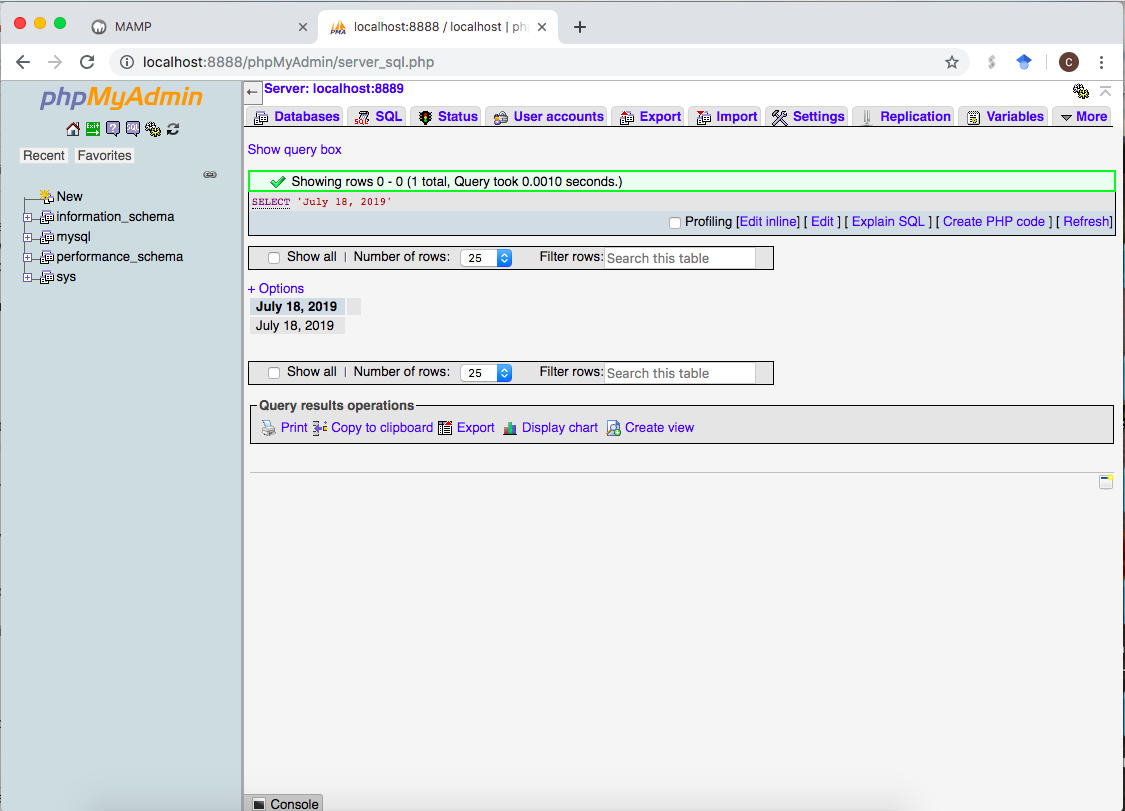 MAMP
localhost:8888 / localhost | ph
localhost:8888/phpMyAdmin/server_sql.php
C
phpMyAdmin
Recent Favorites
New
information_schema
mysql
performance_schema
sys
Server: localhost:8889
Databases SQL Status User accounts Export Import Settings Replication Variables More
Show query box
Showing rows 0 - 0 (1 total, Query took 0.0010 seconds.)
SELECT 'July 18, 2019'
Profiling [Edit inline] [ Edit ] [ Explain SQL ] [ Create PHP code ] [ Refresh]
Show all | Number of rows: 25 Filter rows: Search this table
+ Options
July 18, 2019
July 18, 2019
Show all | Number of rows: 25 Filter rows: Search this table
Query results operations
Print Copy to clipboard Export Display chart Create view
Console